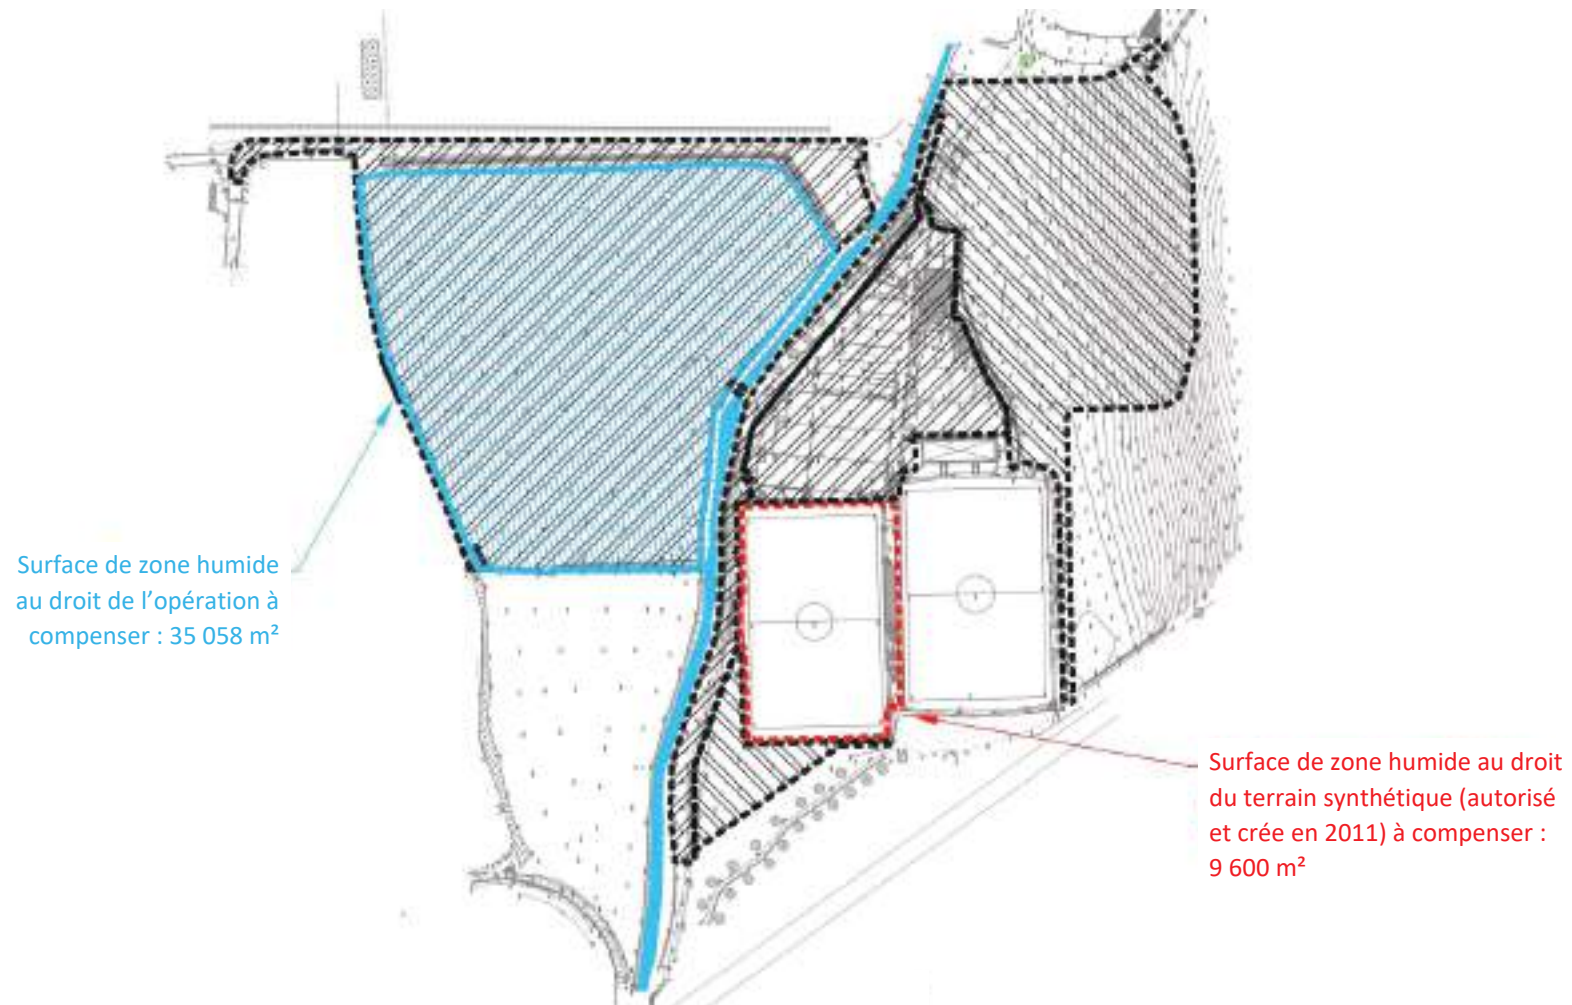 Surface de zone humide
au droit de l’opération à
compenser : 35 058 m²
Surface de zone humide au droit
du terrain synthétique (autorisé
et crée en 2011) à compenser :
9 600 m²